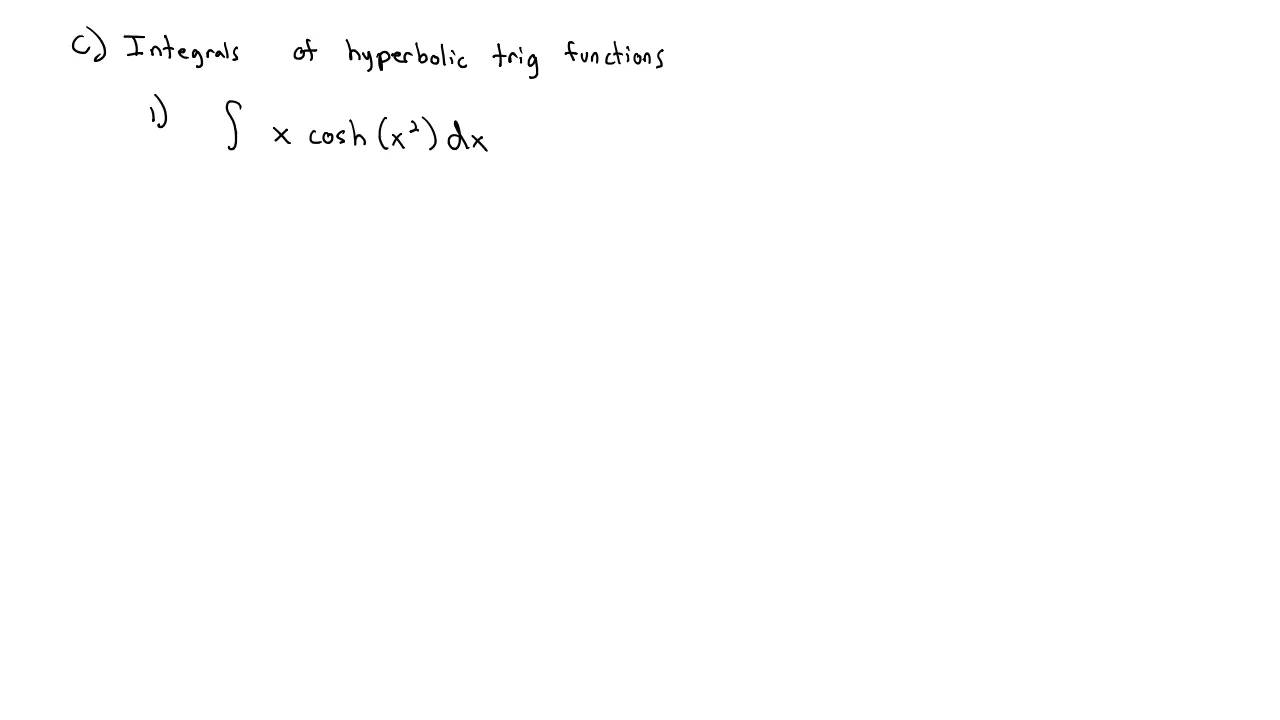 c) Integrals of hyperbolic trig functions
1) ∫ x cosh(x²) dx